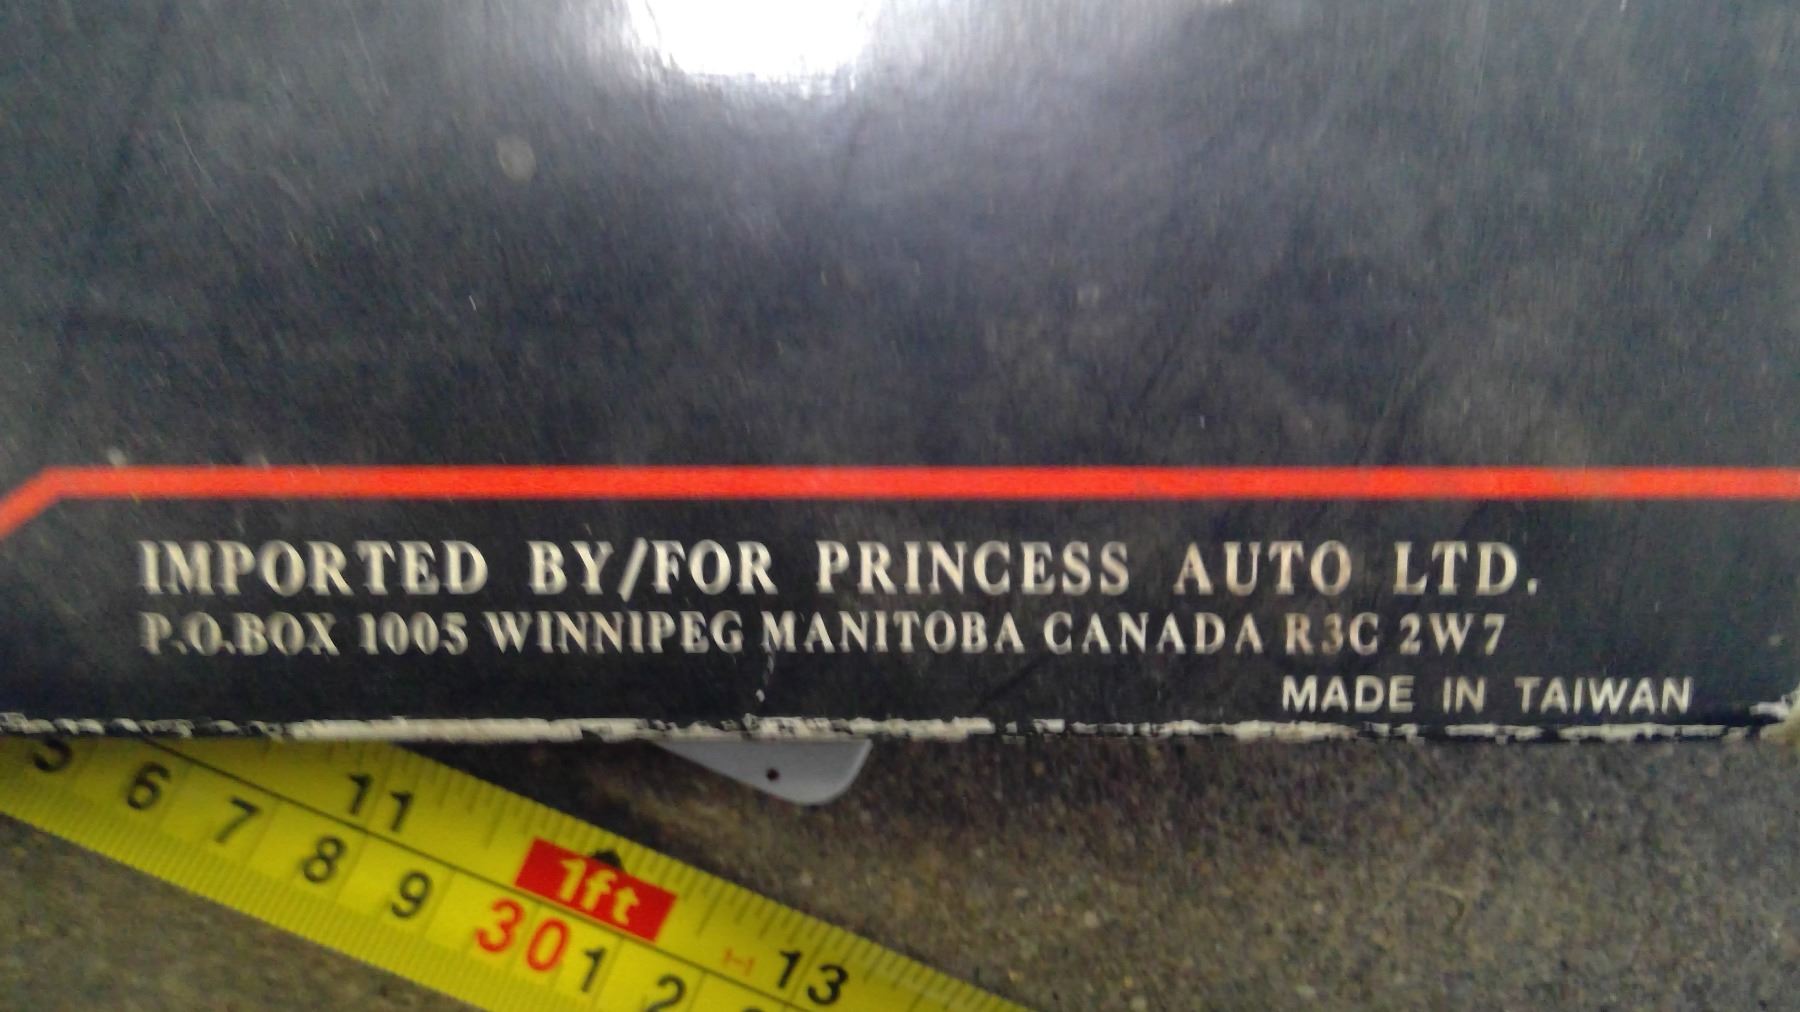 IMPORTED BY/FOR PRINCESS AUTO LTD.
P.O.BOX 1005 WINNIPEG MANITOBA CANADA R3C 2W7
MADE IN TAIWAN
11 1ft 13
5 6 7 8 9 30 1 2